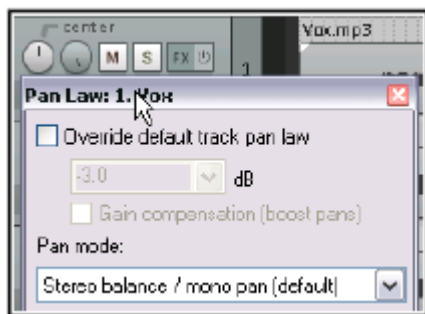 center
M S FX
1
Vox.mp3
Pan Law: 1. Vox
Override default track pan law
-3.0 dB
Gain compensation (boost pans)
Pan mode:
Stereo balance / mono pan (default)